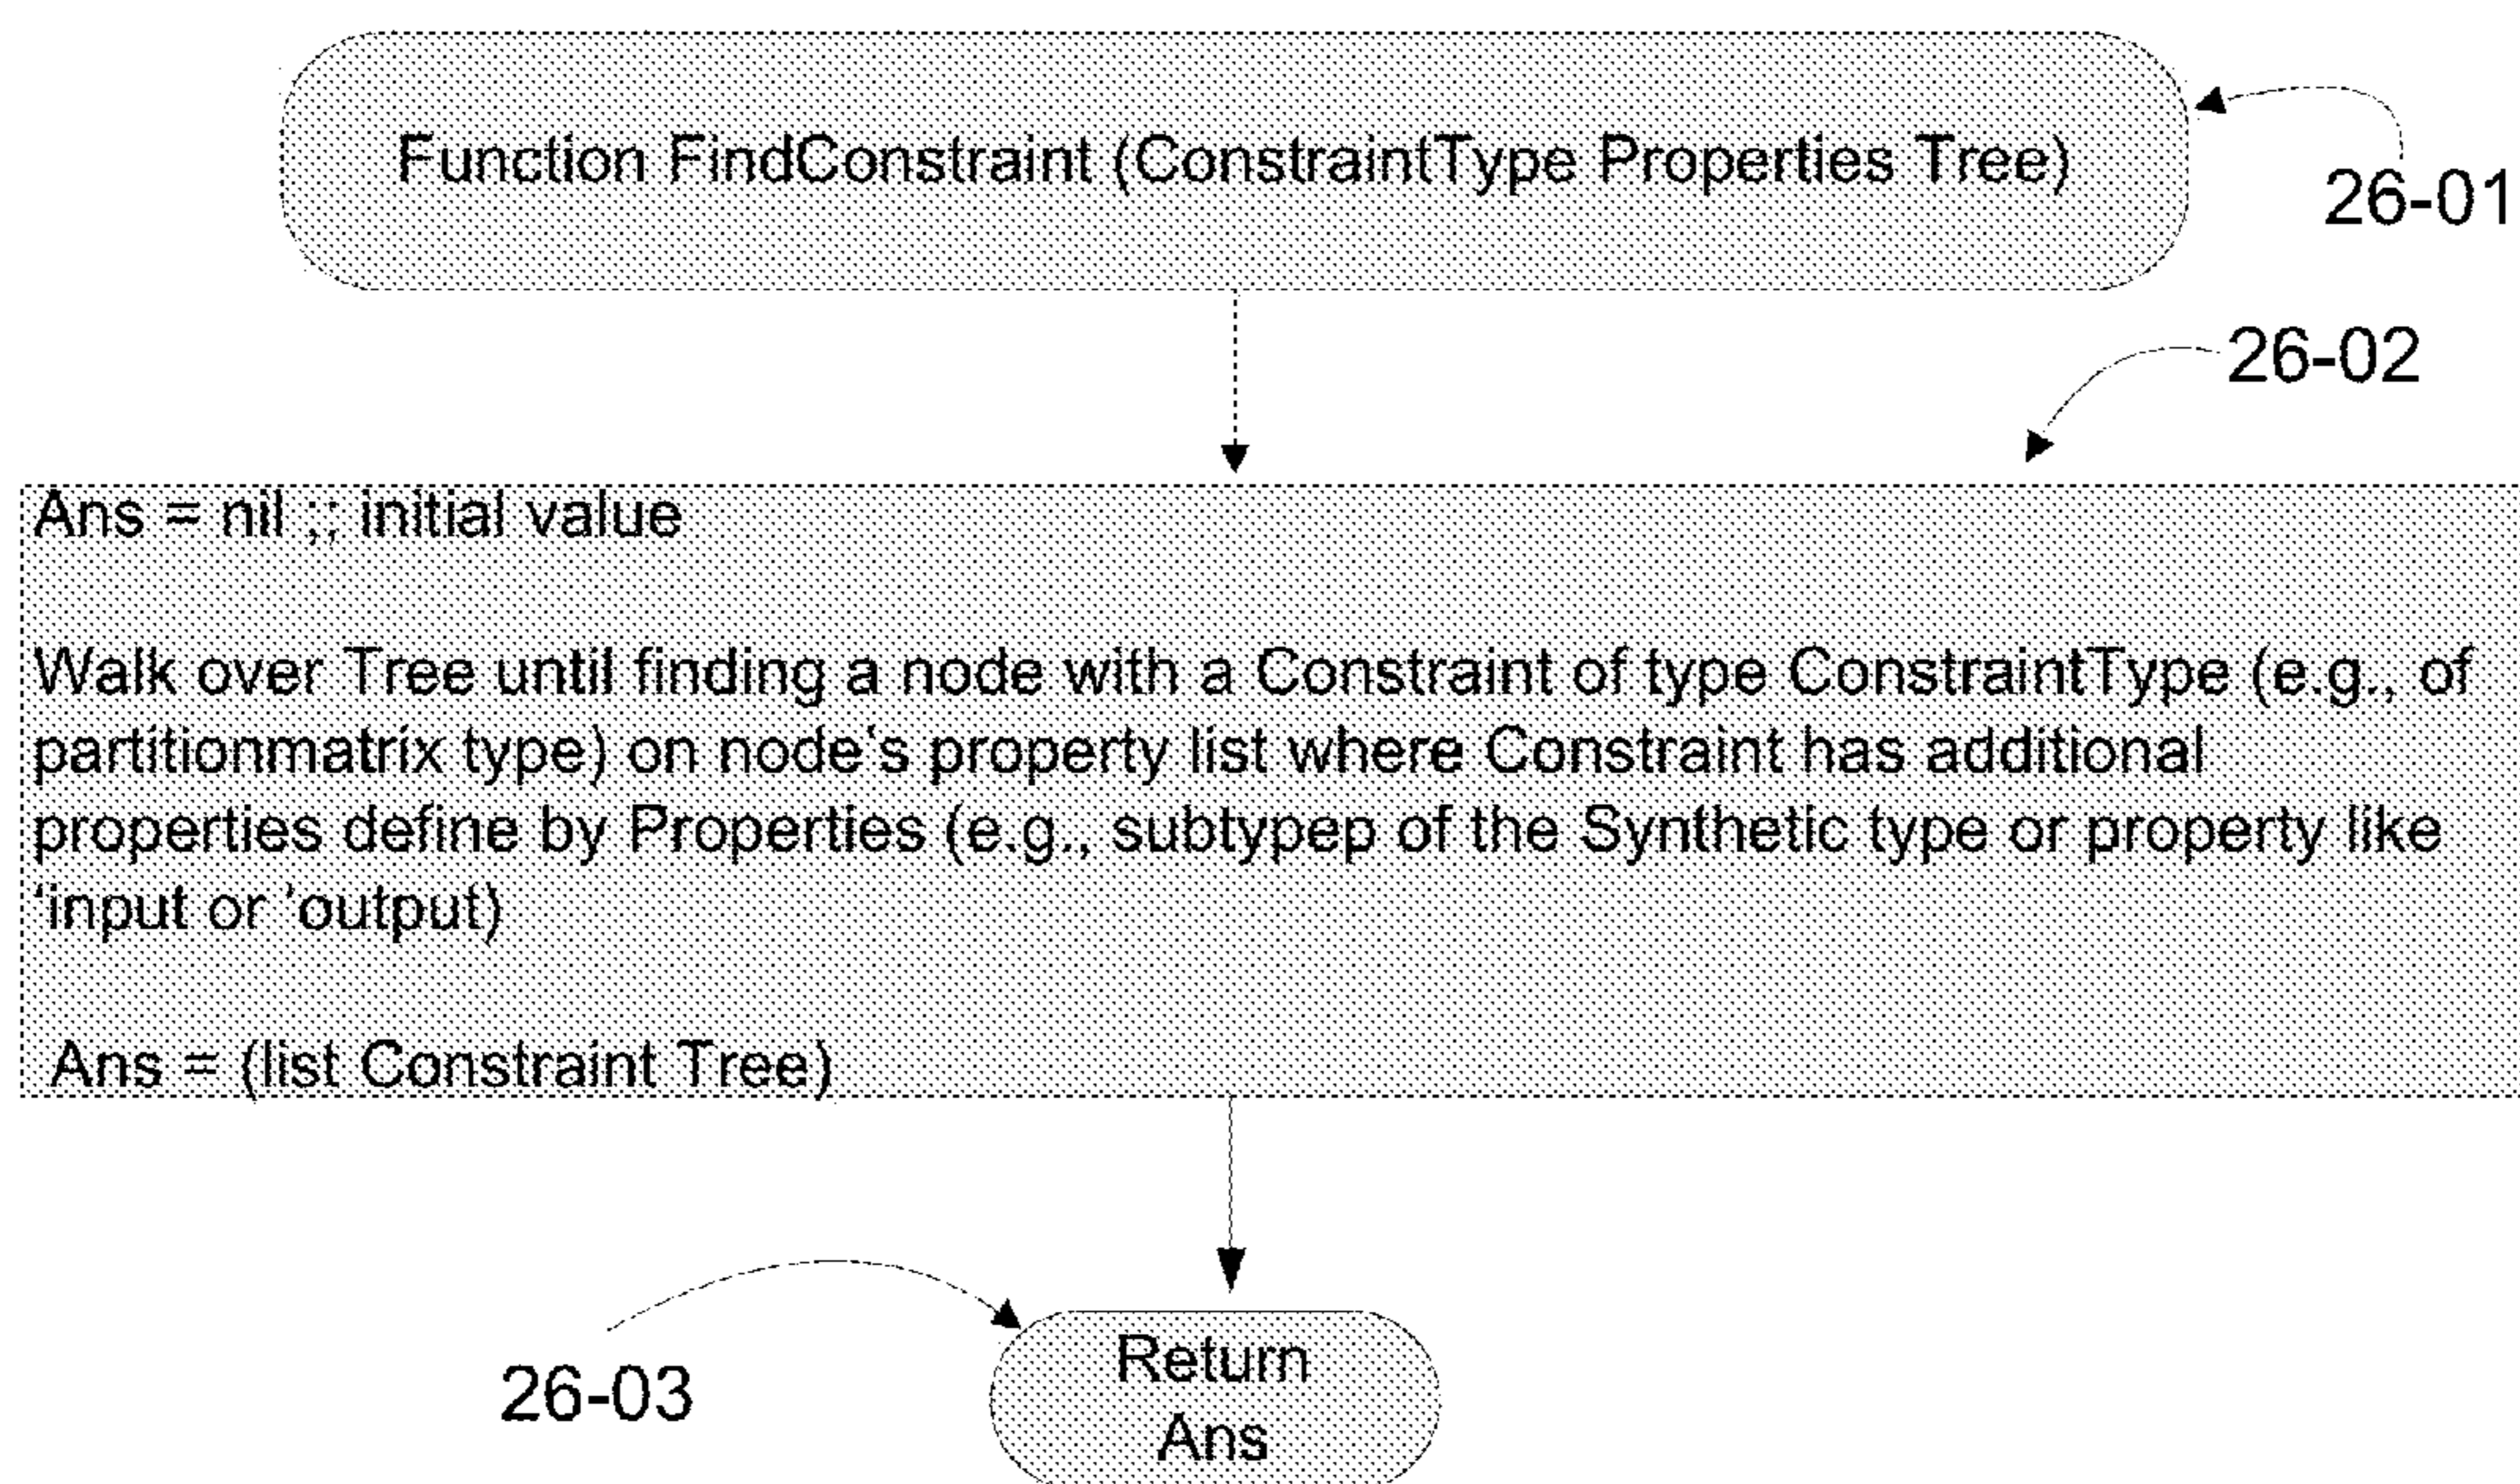 Function FindConstraint (ConstraintType Properties Tree)
26-01
26-02
Ans = nil ;; initial value
Walk over Tree until finding a node with a Constraint of type ConstraintType (e.g., of
partitionmatrix type) on node's property list where Constraint has additional
properties define by Properties (e.g., subtypep of the Synthetic type or property like
‘input or ’output)
Ans = (list Constraint Tree)
26-03
Return
Ans